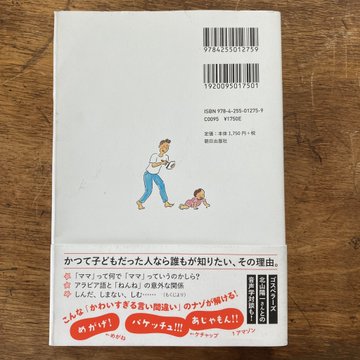 9784255012759
1920095017501
ISBN 978-4-255-01275-9
C0095 ¥1750E
定価:本体1,750円+税
朝日出版社
かつて子どもだった人なら誰もが知りたい、その理由。
「ママ」って何で「ママ」っていうのかしら?
アラビア語と「ねんね」の意外な関係
しんだ、しまない、しむ…… (もくじより)
こんな「かわいすぎる言い間違い」のナゾが解ける!
めがげ!
バケッチュ!!!
あじゃもん!!
めがね
ケチャップ
アマゾン
ゴスペラーズ
北山陽一さんとの
音声学対談も!